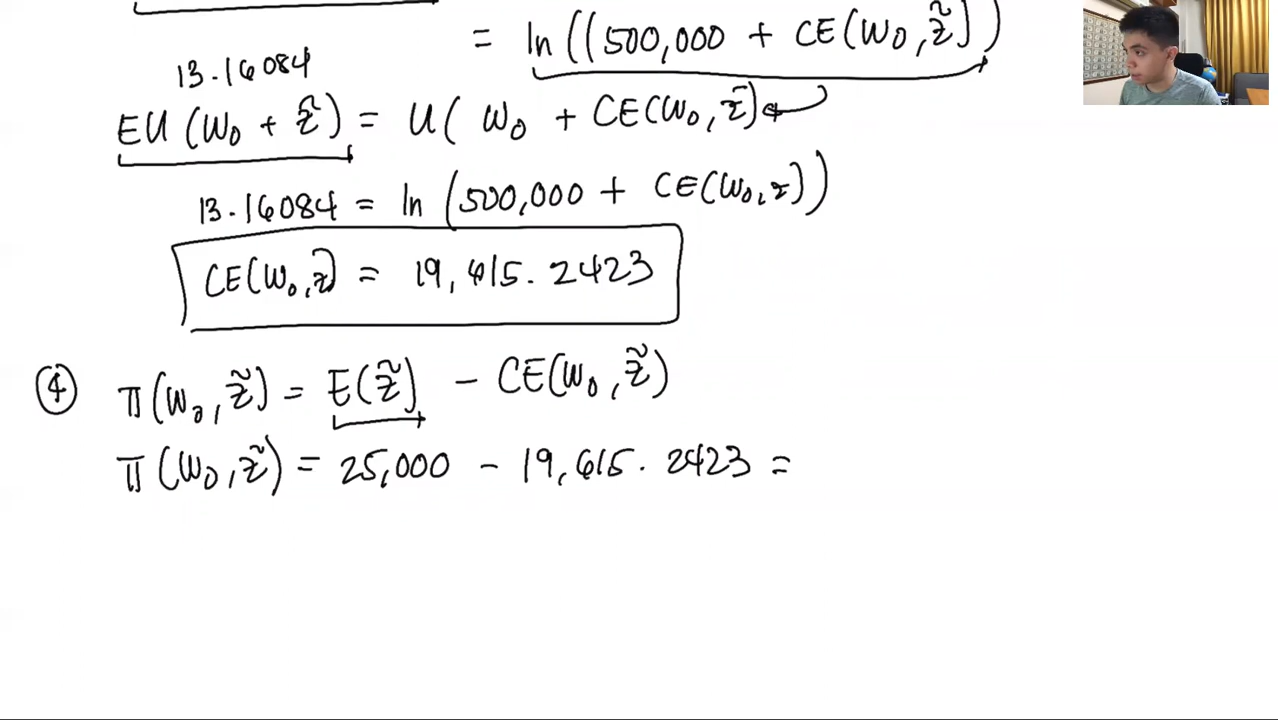 = ln((500,000 + CE(W₀, z̃))
13.16084
EU(W₀ + z̃) = U( W₀ + CE(W₀, z̃)
13.16084 = ln (500,000 + CE(W₀, z))
CE(W₀, z̃) = 19,615.2423
④ π(W₀, z̃) = E(z̃) - CE(W₀, z̃)
π(W₀, z̃) = 25,000 - 19,615.2423 =